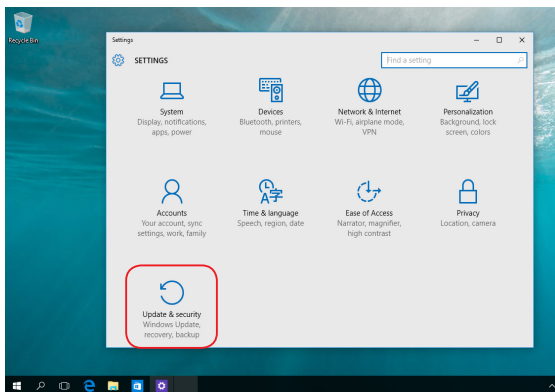 Recycle Bin
Settings
SETTINGS
Find a setting
System
Display, notifications,
apps, power
Devices
Bluetooth, printers,
mouse
Network & Internet
Wi-Fi, airplane mode,
VPN
Personalization
Background, lock
screen, colors
Accounts
Your account, sync
settings, work, family
Time & language
Speech, region, date
Ease of Access
Narrator, magnifier,
high contrast
Privacy
Location, camera
Update & security
Windows Update,
recovery, backup